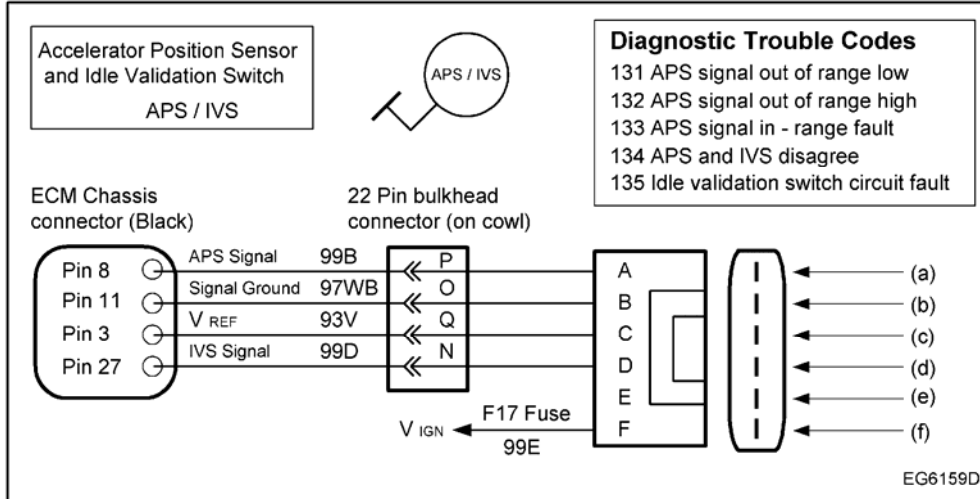 Accelerator Position Sensor
and Idle Validation Switch
APS / IVS
APS / IVS
Diagnostic Trouble Codes
131 APS signal out of range low
132 APS signal out of range high
133 APS signal in - range fault
134 APS and IVS disagree
135 Idle validation switch circuit fault
ECM Chassis
connector (Black)
22 Pin bulkhead
connector (on cowl)
Pin 8 APS Signal 99B P A (a)
Pin 11 Signal Ground 97WB O B (b)
Pin 3 V REF 93V Q C (c)
Pin 27 IVS Signal 99D N D (d)
E (e)
V IGN F17 Fuse F (f)
99E
EG6159D